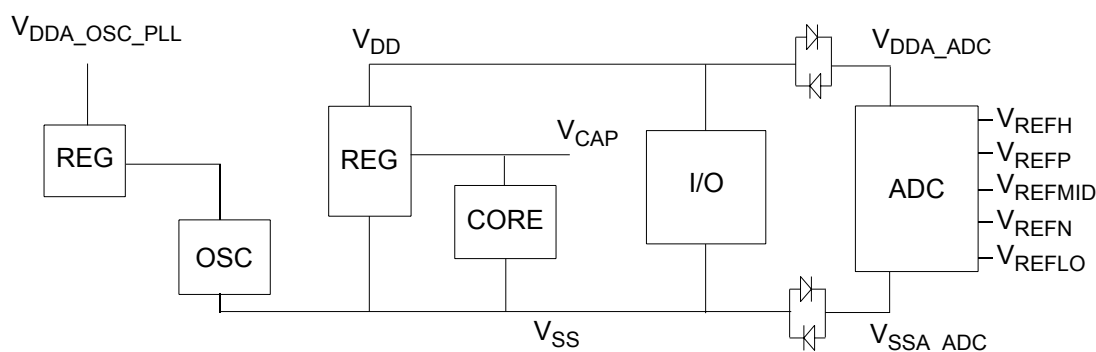 VDDA_OSC_PLL
VDD
VDDA_ADC
REG
REG
VCAP
CORE
I/O
ADC
VREFH
VREFP
VREFMID
VREFN
VREFLO
OSC
VSS
VSSA_ADC